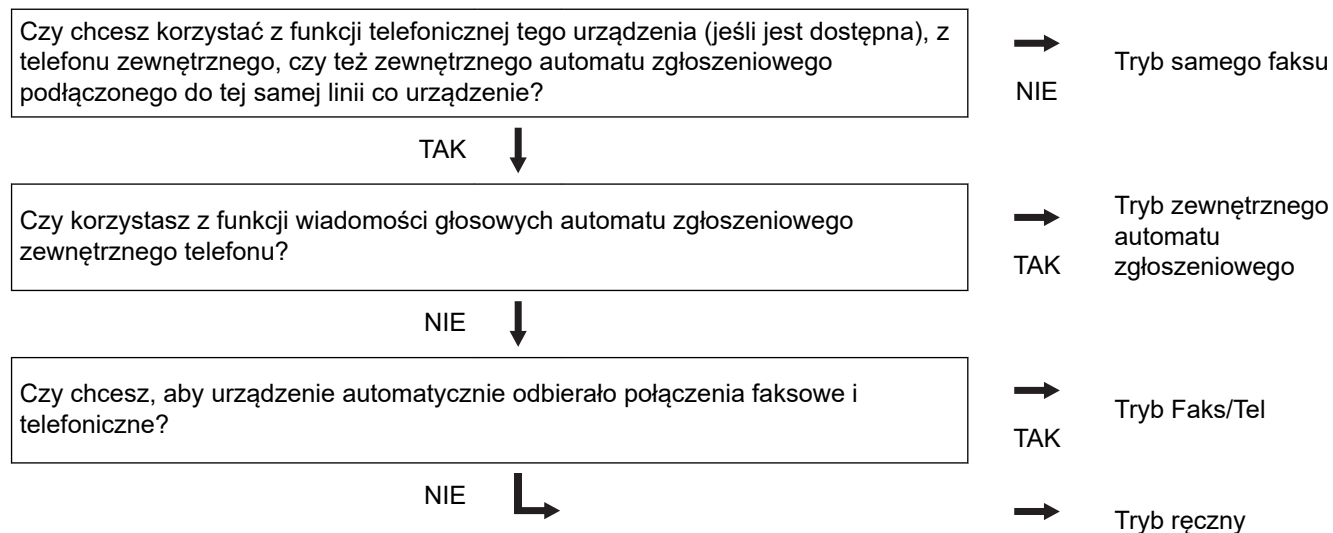 Czy chcesz korzystać z funkcji telefonicznej tego urządzenia (jeśli jest dostępna), z
telefonu zewnętrznego, czy też zewnętrznego automatu zgłoszeniowego
podłączonego do tej samej linii co urządzenie?
NIE
Tryb samego faksu
TAK
Czy korzystasz z funkcji wiadomości głosowych automatu zgłoszeniowego
zewnętrznego telefonu?
TAK
Tryb zewnętrznego
automatu
zgłoszeniowego
NIE
Czy chcesz, aby urządzenie automatycznie odbierało połączenia faksowe i
telefoniczne?
TAK
Tryb Faks/Tel
NIE
Tryb ręczny